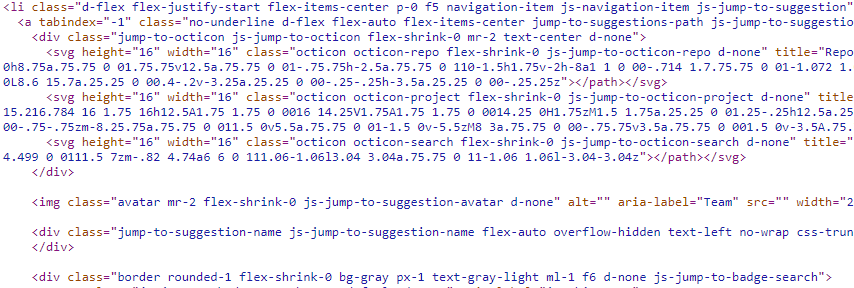 <li class="d-flex flex-justify-start flex-items-center p-0 f5 navigation-item js-navigation-item js-jump-to-suggestion"
<a tabindex="-1" class="no-underline d-flex flex-auto flex-items-center jump-to-suggestions-path js-jump-to-suggestio
<div class="jump-to-octicon js-jump-to-octicon flex-shrink-0 mr-2 text-center d-none">
<svg height="16" width="16" class="octicon octicon-repo flex-shrink-0 js-jump-to-octicon-repo d-none" title="Repo
0h8.75a.75.75 0 01.75.75v12.5a.75.75 0 01-.75.75h-2.5a.75.75 0 110-1.5h1.75v-2h-8a1 1 0 00-.714 1.7.75.75 0 01-1.072 1.
0L8.6 15.7a.25.25 0 00.4-.2v-3.25a.25.25 0 00-.25-.25h-3.5a.25.25 0 00-.25.25z"></path></svg>
<svg height="16" width="16" class="octicon octicon-project flex-shrink-0 js-jump-to-octicon-project d-none" title
15.216.784 16 1.75 16h12.5A1.75 1.75 0 0016 14.25V1.75A1.75 1.75 0 0014.25 0H1.75zM1.5 1.75a.25.25 0 01.25-.25h12.5a.25
00-.75-.75zm-8.25.75a.75.75 0 011.5 0v5.5a.75.75 0 01-1.5 0v-5.5zM8 3a.75.75 0 00-.75.75v3.5a.75.75 0 001.5 0v-3.5A.75.
<svg height="16" width="16" class="octicon octicon-search flex-shrink-0 js-jump-to-octicon-search d-none" title="
4.499 0 0111.5 7zm-.82 4.74a6 6 0 111.06-1.06l3.04 3.04a.75.75 0 11-1.06 1.06l-3.04-3.04z"></path></svg>
</div>
<img class="avatar mr-2 flex-shrink-0 js-jump-to-suggestion-avatar d-none" alt="" aria-label="Team" src="" width="2
<div class="jump-to-suggestion-name js-jump-to-suggestion-name flex-auto overflow-hidden text-left no-wrap css-trun
</div>
<div class="border rounded-1 flex-shrink-0 bg-gray px-1 text-gray-light ml-1 f6 d-none js-jump-to-badge-search">